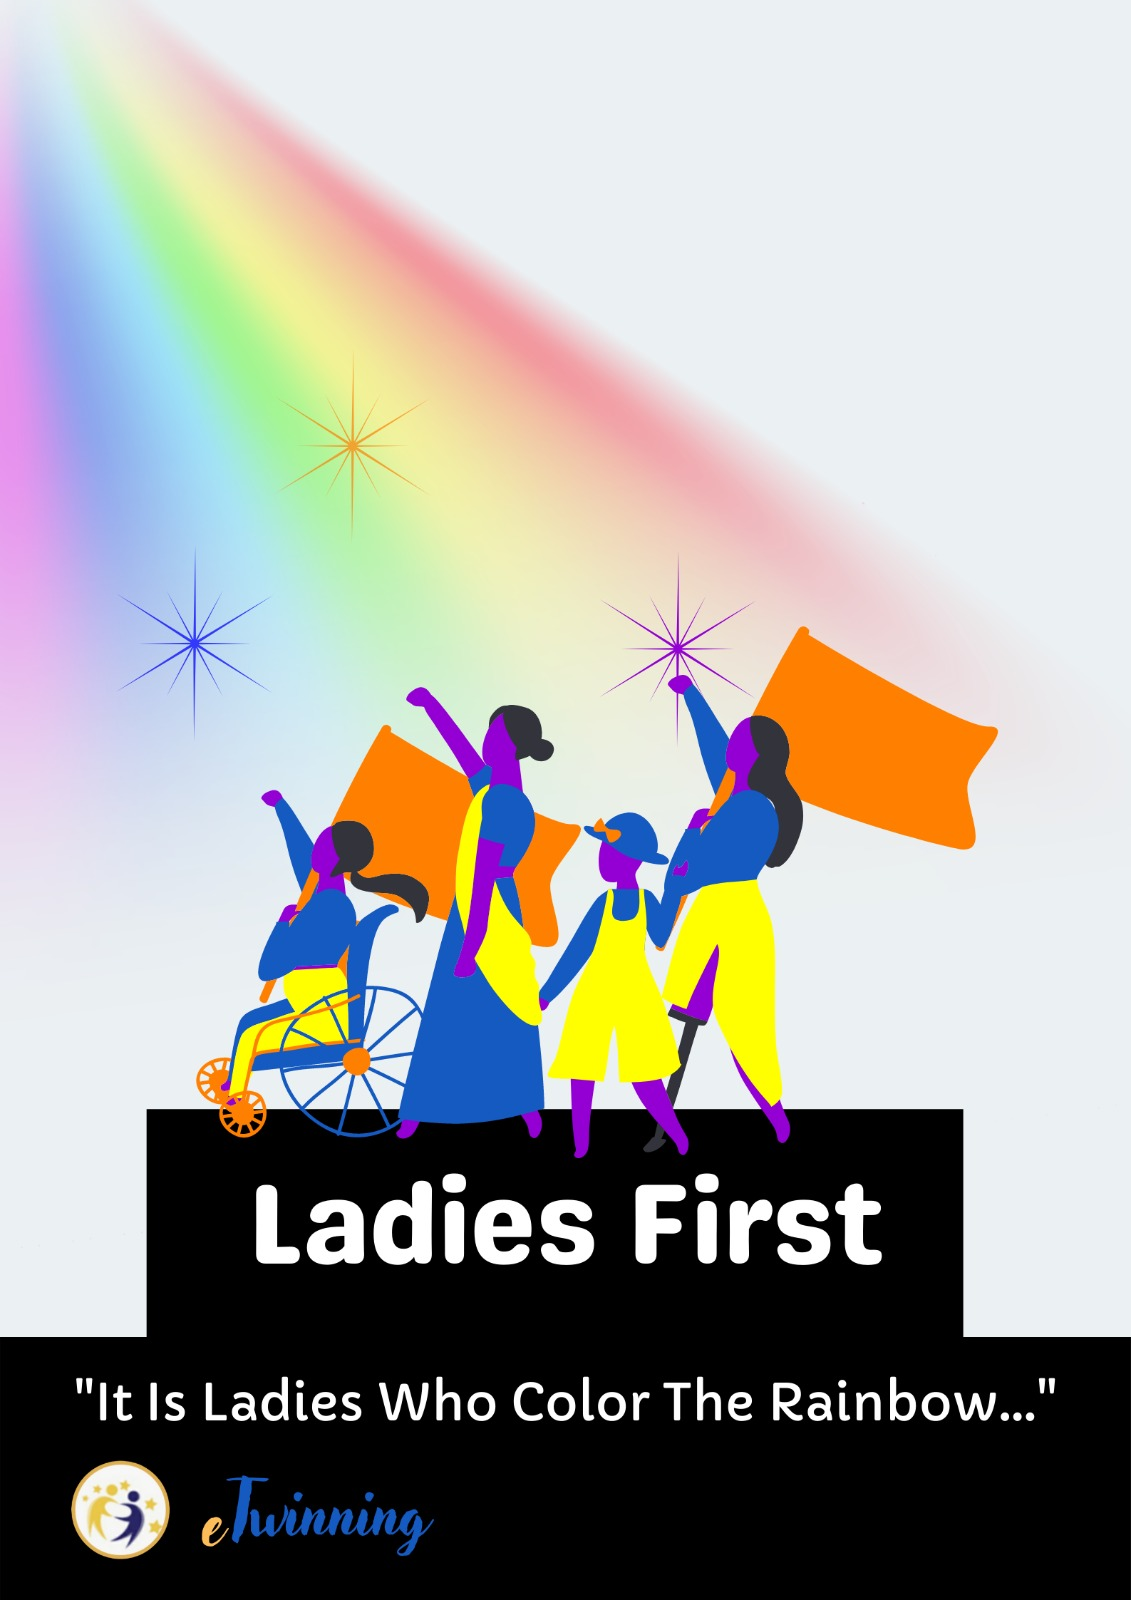 Ladies First
"It Is Ladies Who Color The Rainbow..."
eTwinning